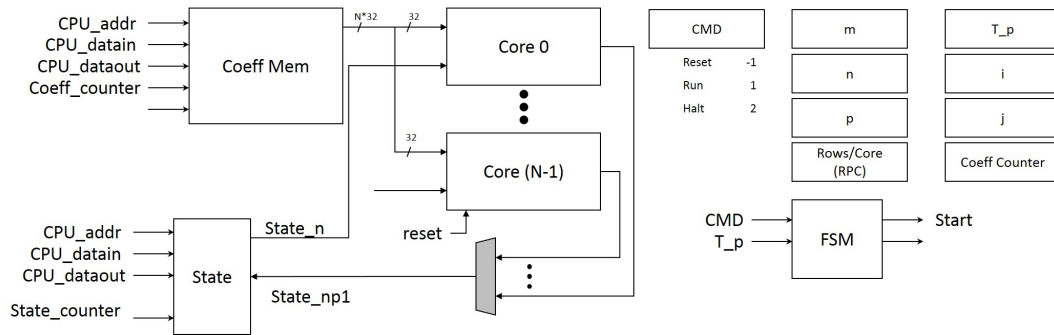 CPU_addr
CPU_datain
CPU_dataout
Coeff_counter
Coeff Mem
N*32
32
Core 0
32
Core (N-1)
reset
CPU_addr
CPU_datain
CPU_dataout
State_counter
State
State_n
State_np1
CMD
Reset -1
Run 1
Halt 2
m
n
p
Rows/Core
(RPC)
T_p
i
j
Coeff Counter
CMD
T_p
FSM
Start